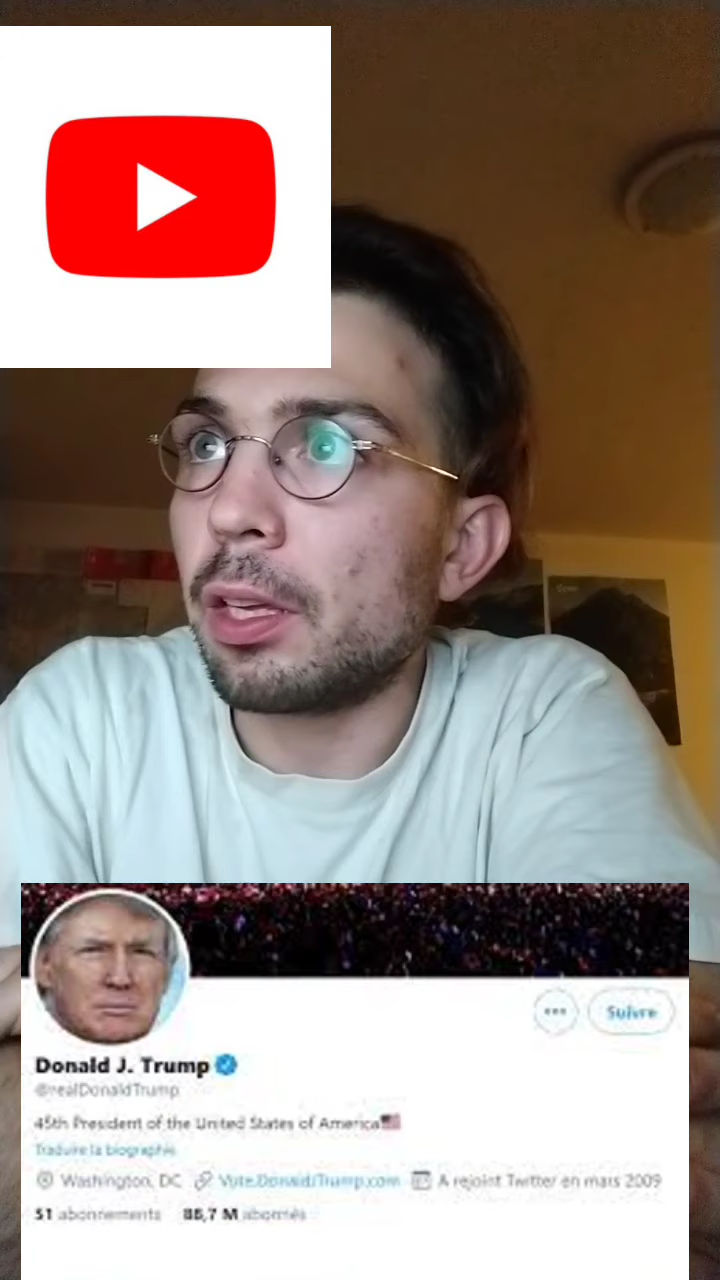 Suivre
Donald J. Trump
@realDonaldTrump
45th President of the United States of America
Traduire la biographie
Washington, DC Vote.DonaldJTrump.com A rejoint Twitter en mars 2009
51 abonnements 88,7 M abonnés